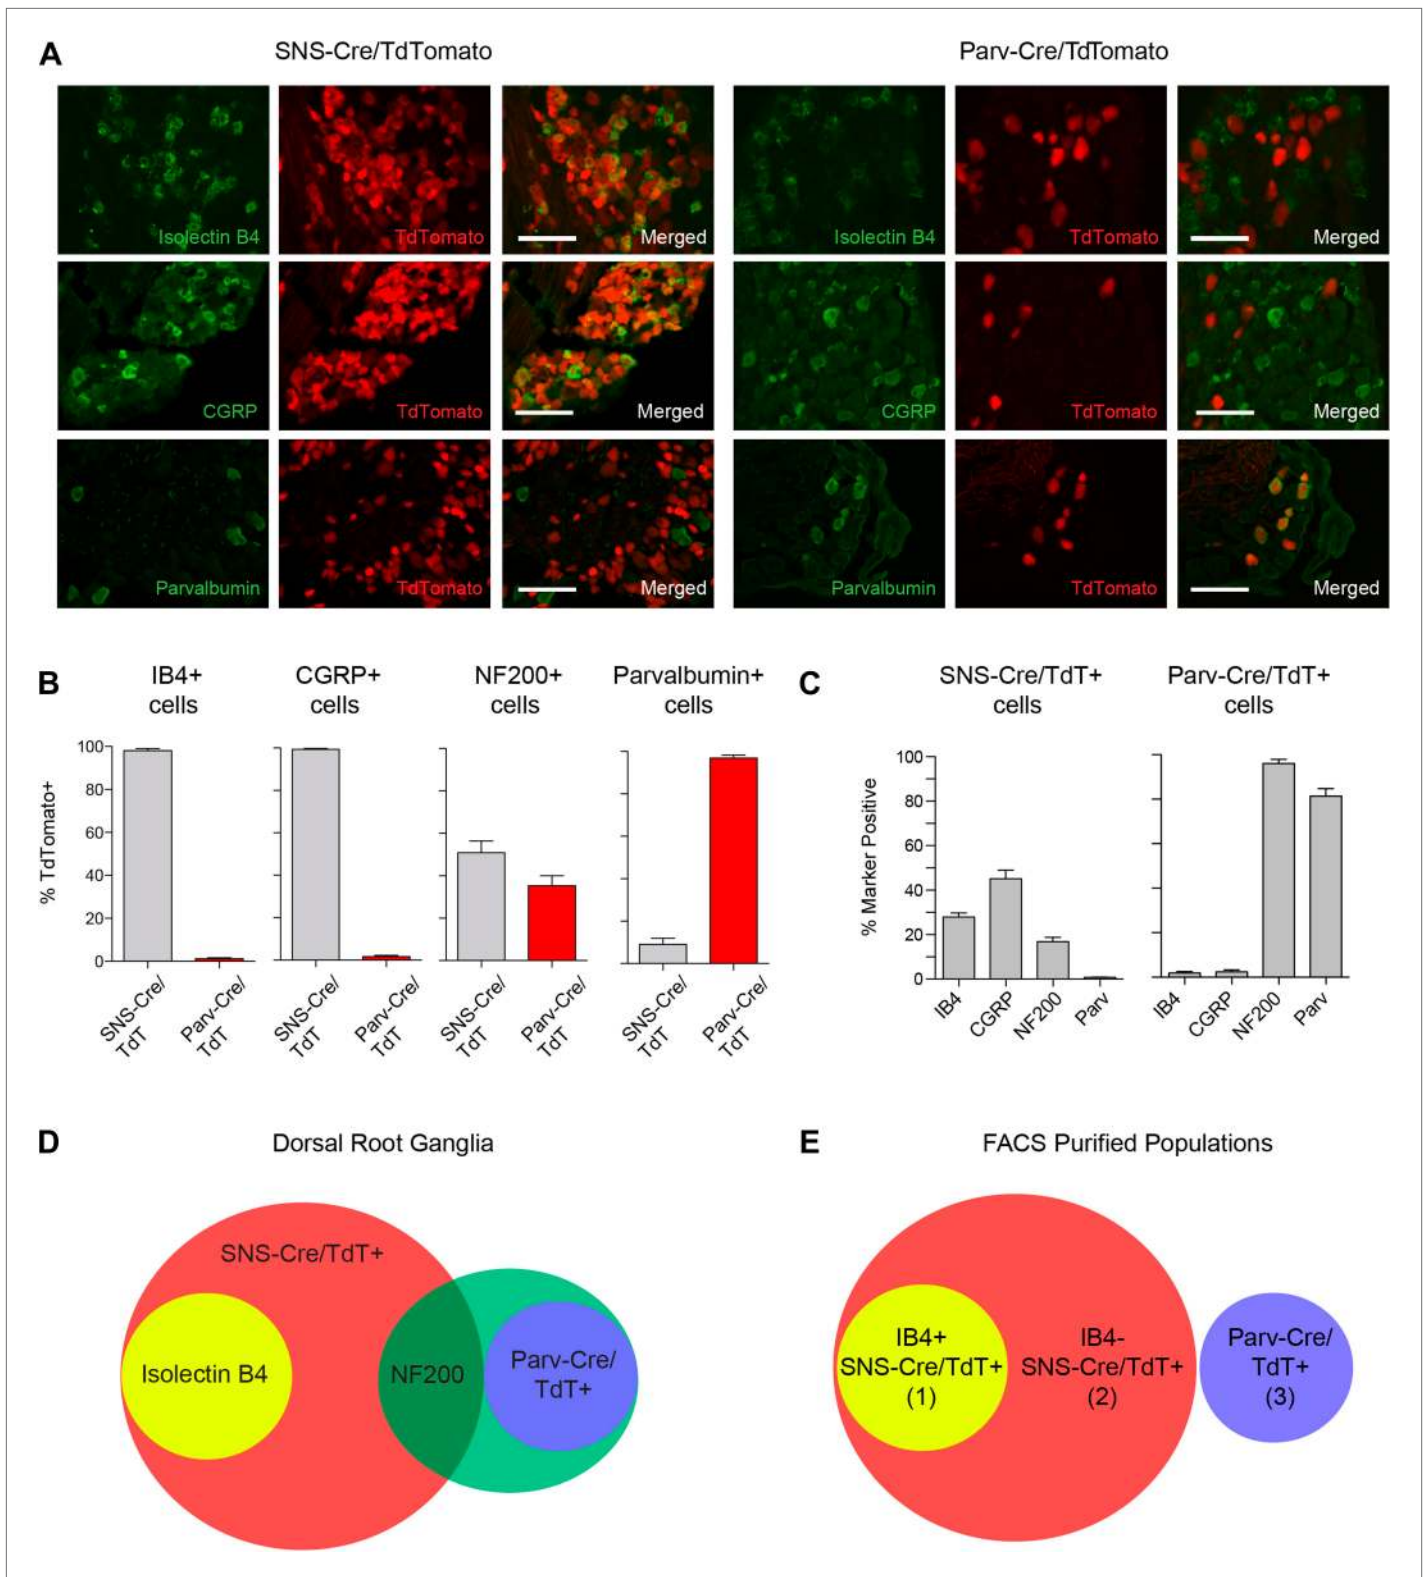 A
SNS-Cre/TdTomato
Parv-Cre/TdTomato
Isolectin B4
TdTomato
Merged
Isolectin B4
TdTomato
Merged
CGRP
TdTomato
Merged
CGRP
TdTomato
Merged
Parvalbumin
TdTomato
Merged
Parvalbumin
TdTomato
Merged
B
IB4+
cells
CGRP+
cells
NF200+
cells
Parvalbumin+
cells
% TdTomato+
100
80
60
40
20
0
SNS-Cre/
TdT
Parv-Cre/
TdT
SNS-Cre/
TdT
Parv-Cre/
TdT
SNS-Cre/
TdT
Parv-Cre/
TdT
SNS-Cre/
TdT
Parv-Cre/
TdT
C
SNS-Cre/TdT+
cells
Parv-Cre/TdT+
cells
% Marker Positive
100
80
60
40
20
0
IB4
CGRP
NF200
Parv
IB4
CGRP
NF200
Parv
D
Dorsal Root Ganglia
SNS-Cre/TdT+
Isolectin B4
NF200
Parv-Cre/
TdT+
E
FACS Purified Populations
IB4+
SNS-Cre/TdT+
(1)
IB4-
SNS-Cre/TdT+
(2)
Parv-Cre/
TdT+
(3)